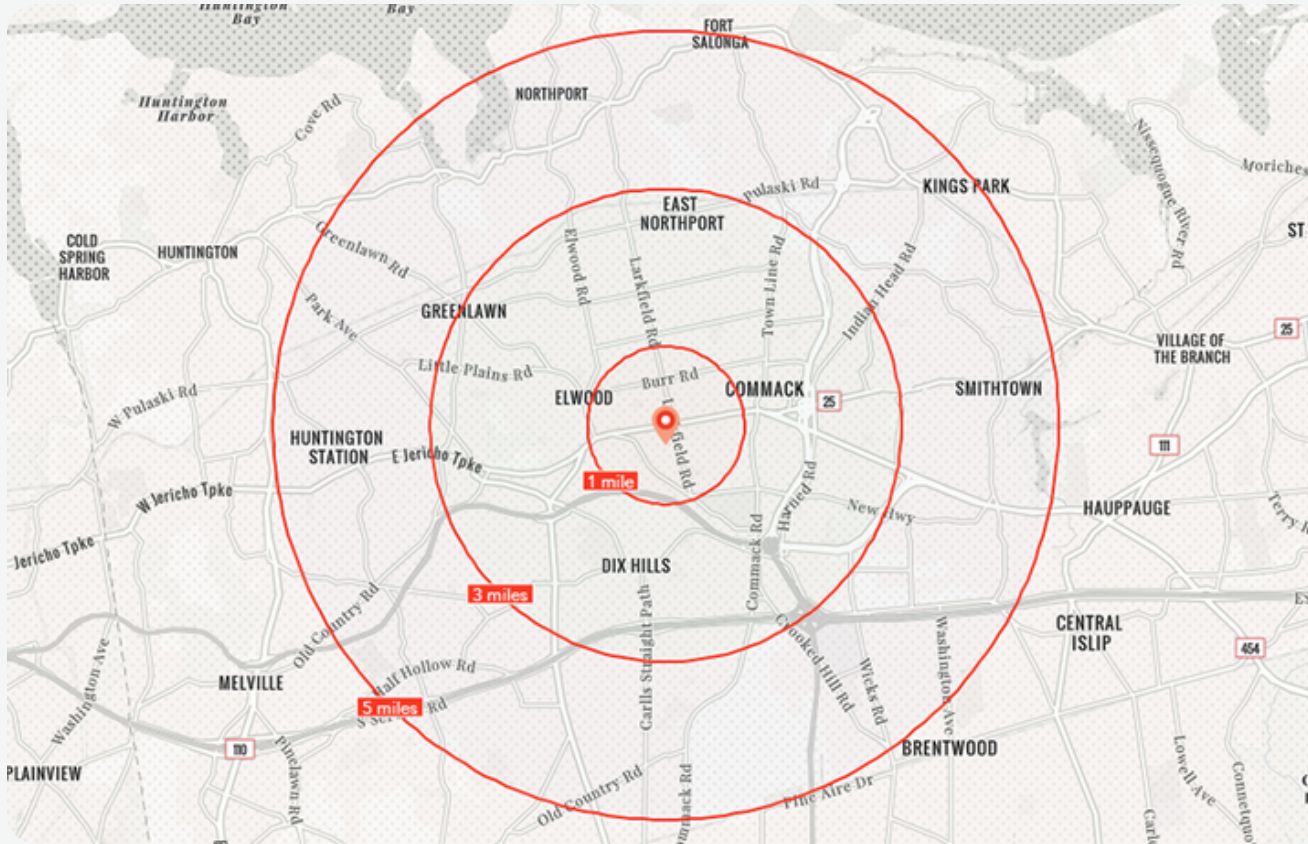 Huntington
Bay
Bay
FORT
SALONGA
NORTHPORT
Huntington
Harbor
Cove Rd
Nissequogue River Rd
Moriches
Pulaski Rd
KINGS PARK
EAST
NORTHPORT
ST
COLD
SPRING
HARBOR
HUNTINGTON
Greenlawn Rd
Elwood Rd
Larkfield Rd
Town Line Rd
Indian Head Rd
GREENLAWN
Park Ave
25
VILLAGE OF
THE BRANCH
Little Plains Rd
Burr Rd
W Pulaski Rd
ELWOOD
COMMACK
25
SMITHTOWN
HUNTINGTON
STATION
E Jericho Tpke
field Rd
111
1 mile
W Jericho Tpke
Harned Rd
New Hwy
HAUPPAUGE
Terry R
Jericho Tpke
Commack Rd
DIX HILLS
3 miles
Old Country Rd
Carlls Straight Path
Crooked Hill Rd
Wicks Rd
Washington Ave
CENTRAL
ISLIP
454
Washington Ave
MELVILLE
Half Hollow Rd
5 miles
Rd
110
BRENTWOOD
PLAINVIEW
Pinelawn Rd
Old Country Rd
ommack Rd
Pine Aire Dr
Lowell Ave
Connetquo
Carl